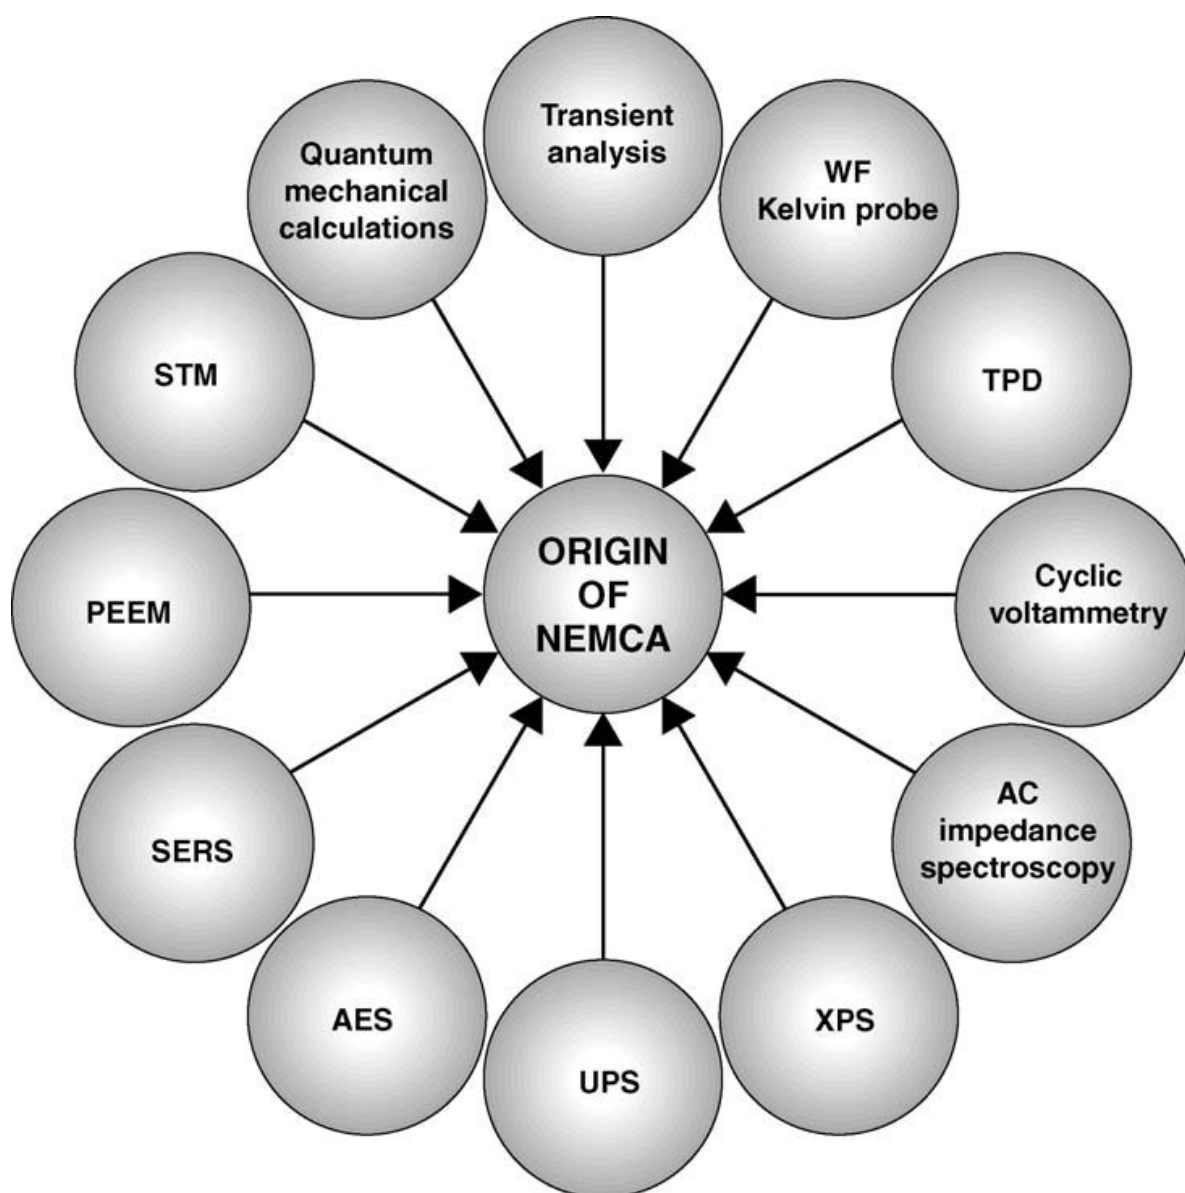 Transient
analysis
WF
Kelvin probe
TPD
Cyclic
voltammetry
AC
impedance
spectroscopy
XPS
UPS
AES
SERS
PEEM
STM
Quantum
mechanical
calculations
ORIGIN
OF
NEMCA